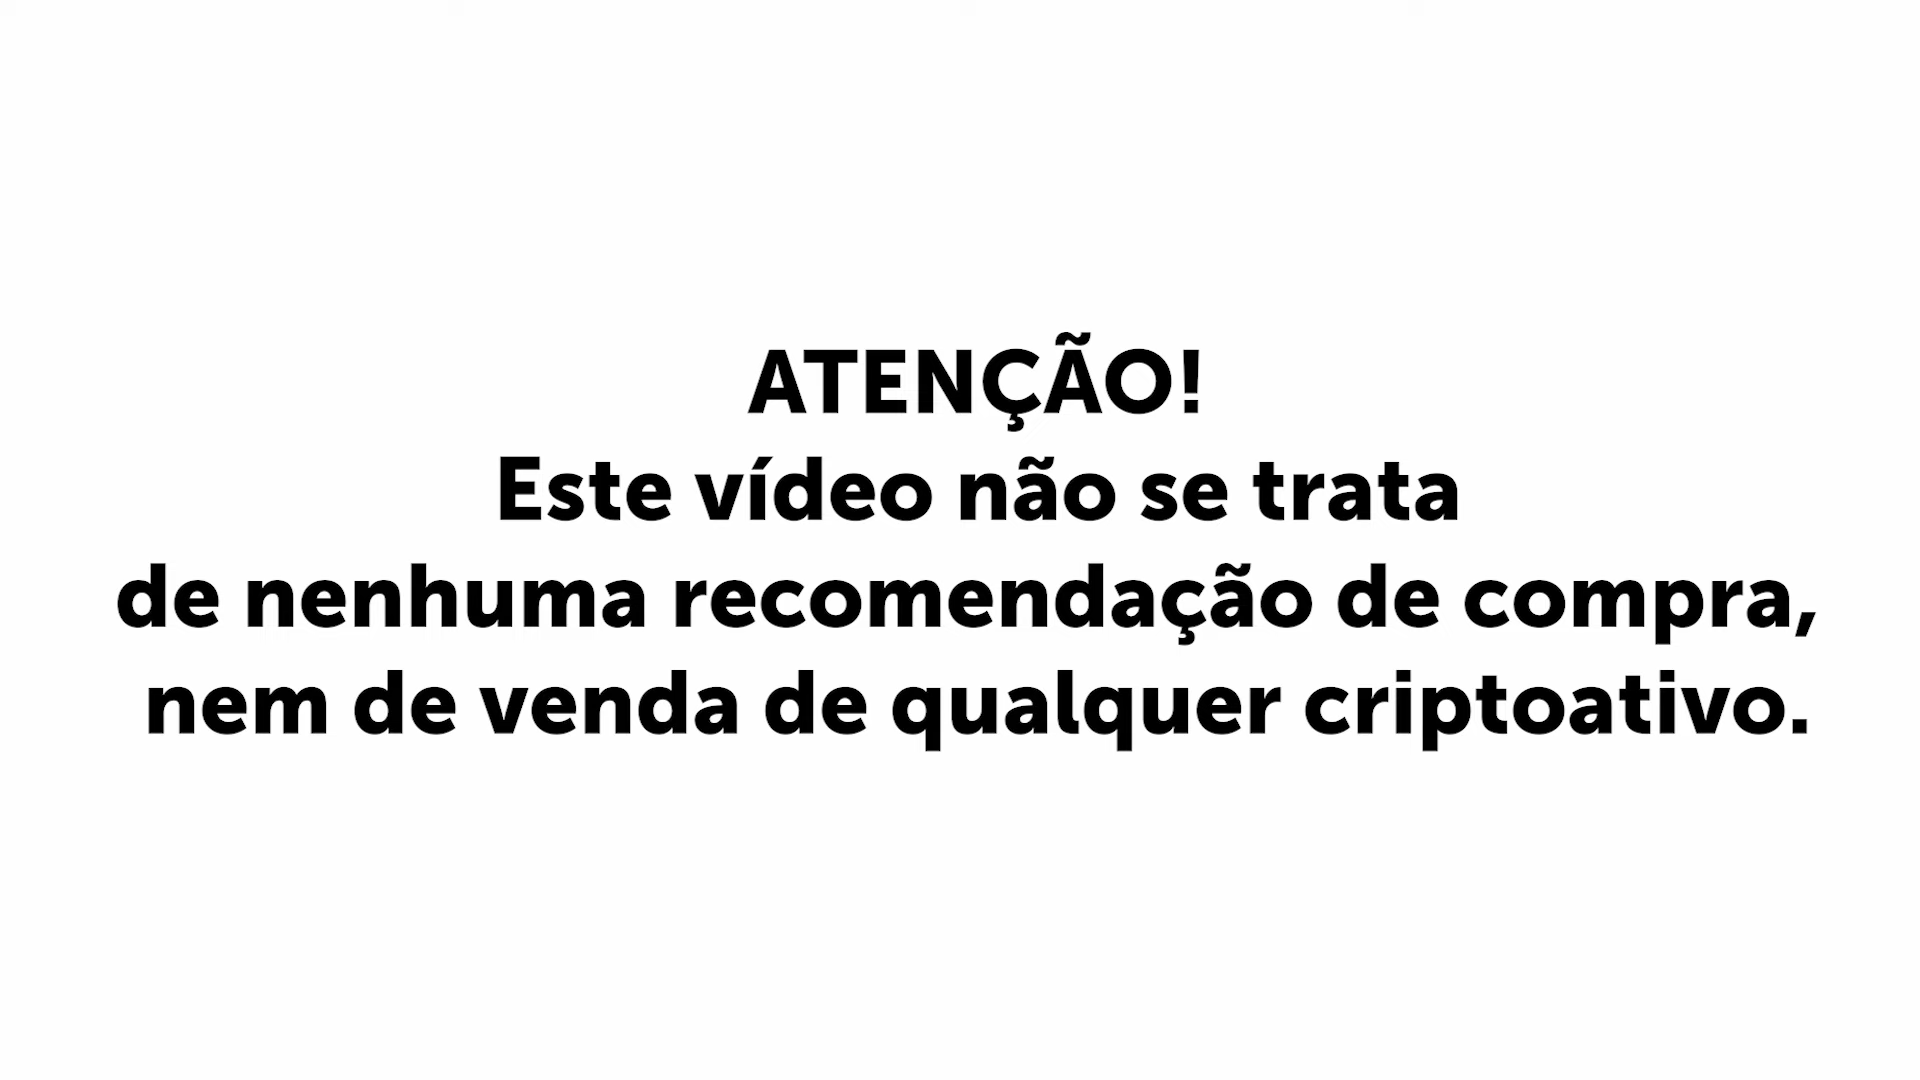 ATENÇÃO!
Este vídeo não se trata
de nenhuma recomendação de compra,
nem de venda de qualquer criptoativo.